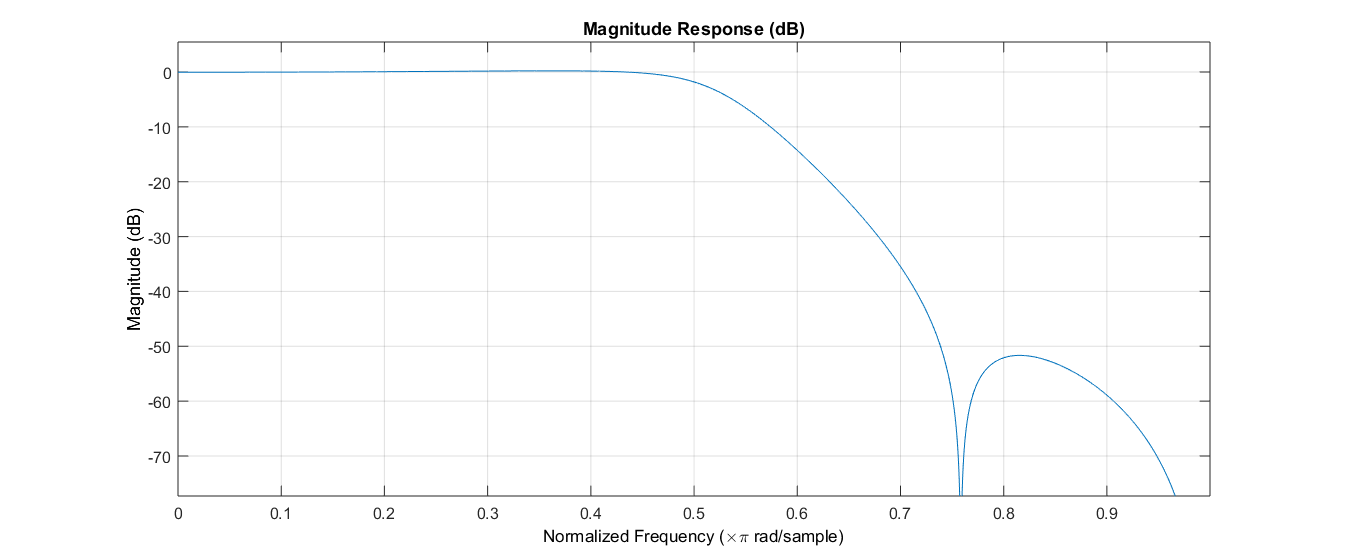 Magnitude Response (dB)
Magnitude (dB)
0
-10
-20
-30
-40
-50
-60
-70
0 0.1 0.2 0.3 0.4 0.5 0.6 0.7 0.8 0.9
Normalized Frequency (×π rad/sample)